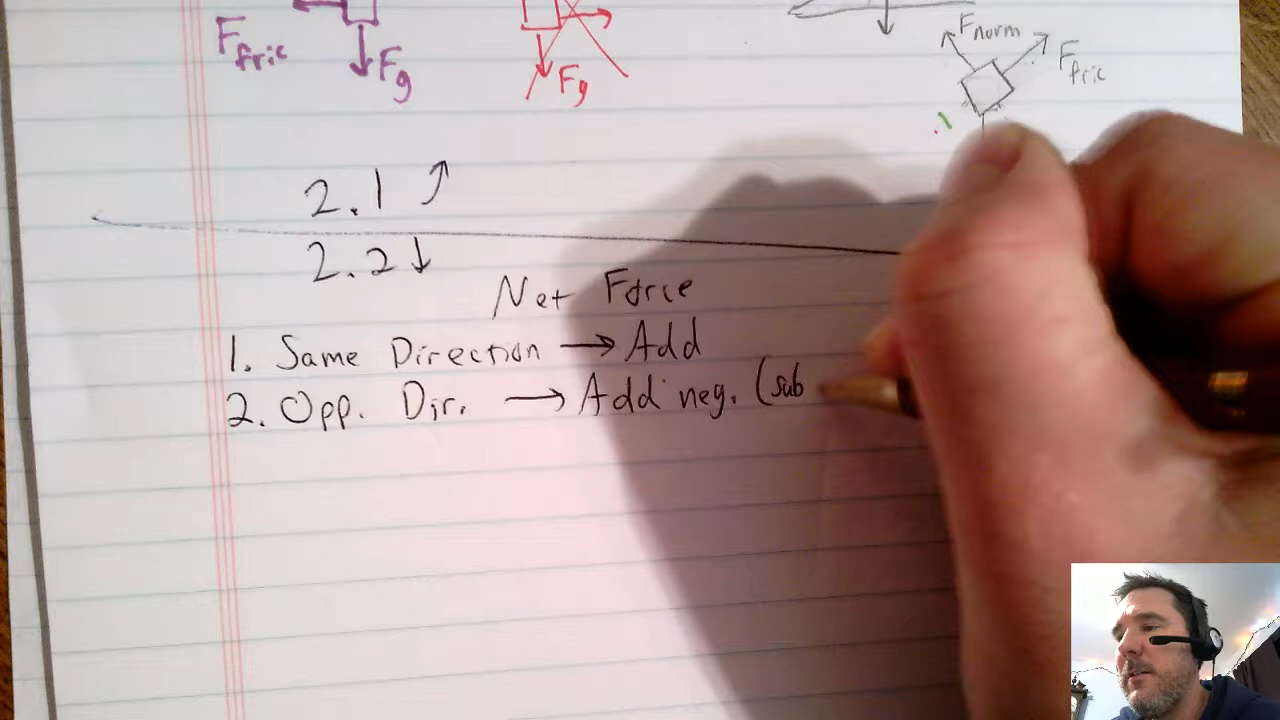 Fnorm
Ffric
Ffric
Fg
Fg
2.1
2.2
Net Force
1. Same Direction → Add
2. Opp. Dir. → Add neg. (sub